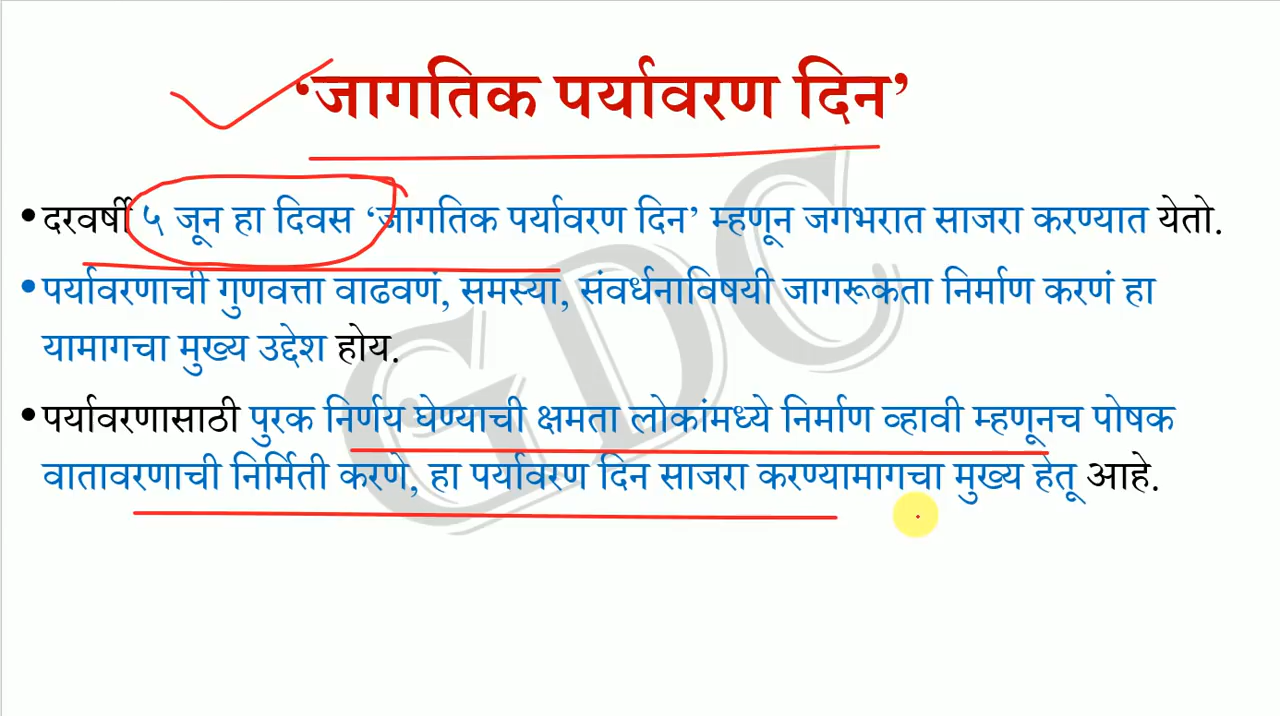 ‘जागतिक पर्यावरण दिन’
• दरवर्षी ५ जून हा दिवस ‘जागतिक पर्यावरण दिन’ म्हणून जगभरात साजरा करण्यात येतो.
• पर्यावरणाची गुणवत्ता वाढवणं, समस्या, संवर्धनाविषयी जागरूकता निर्माण करणं हा
यामागचा मुख्य उद्देश होय.
• पर्यावरणासाठी पुरक निर्णय घेण्याची क्षमता लोकांमध्ये निर्माण व्हावी म्हणूनच पोषक
वातावरणाची निर्मिती करणे, हा पर्यावरण दिन साजरा करण्यामागचा मुख्य हेतू आहे.
GDC